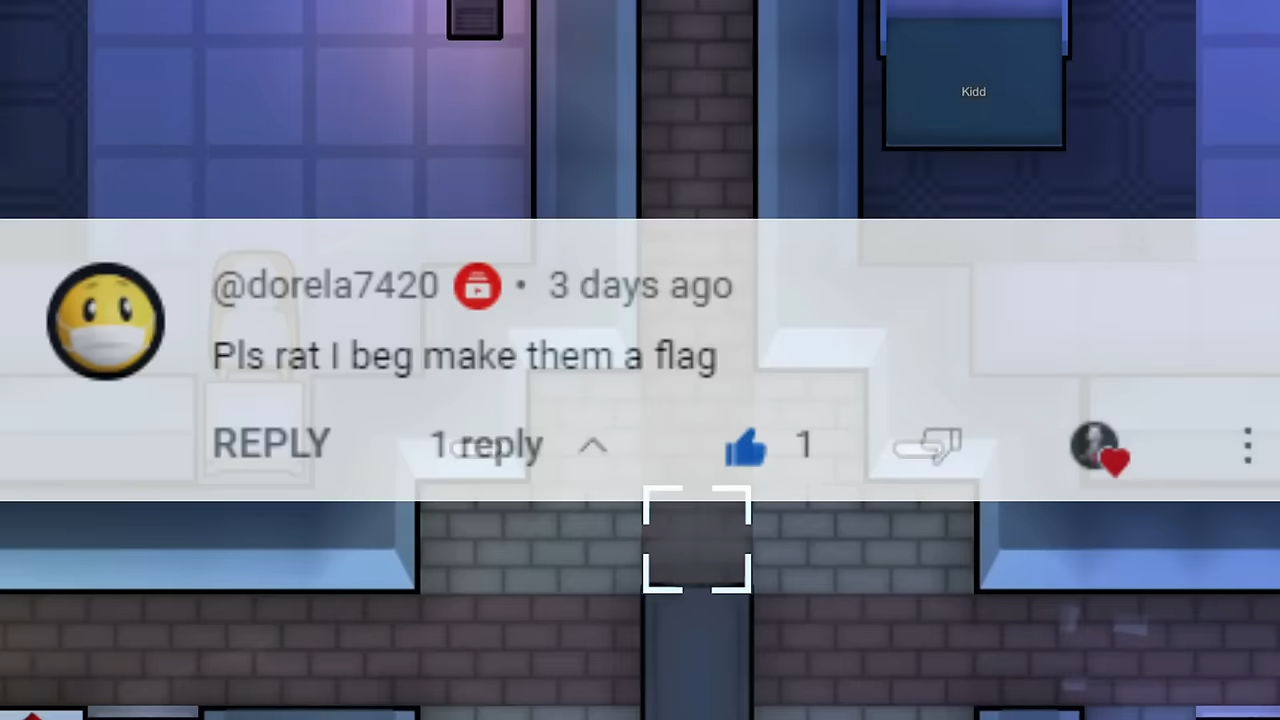 Kidd
@dorela7420 • 3 days ago
Pls rat I beg make them a flag
REPLY 1 reply 1